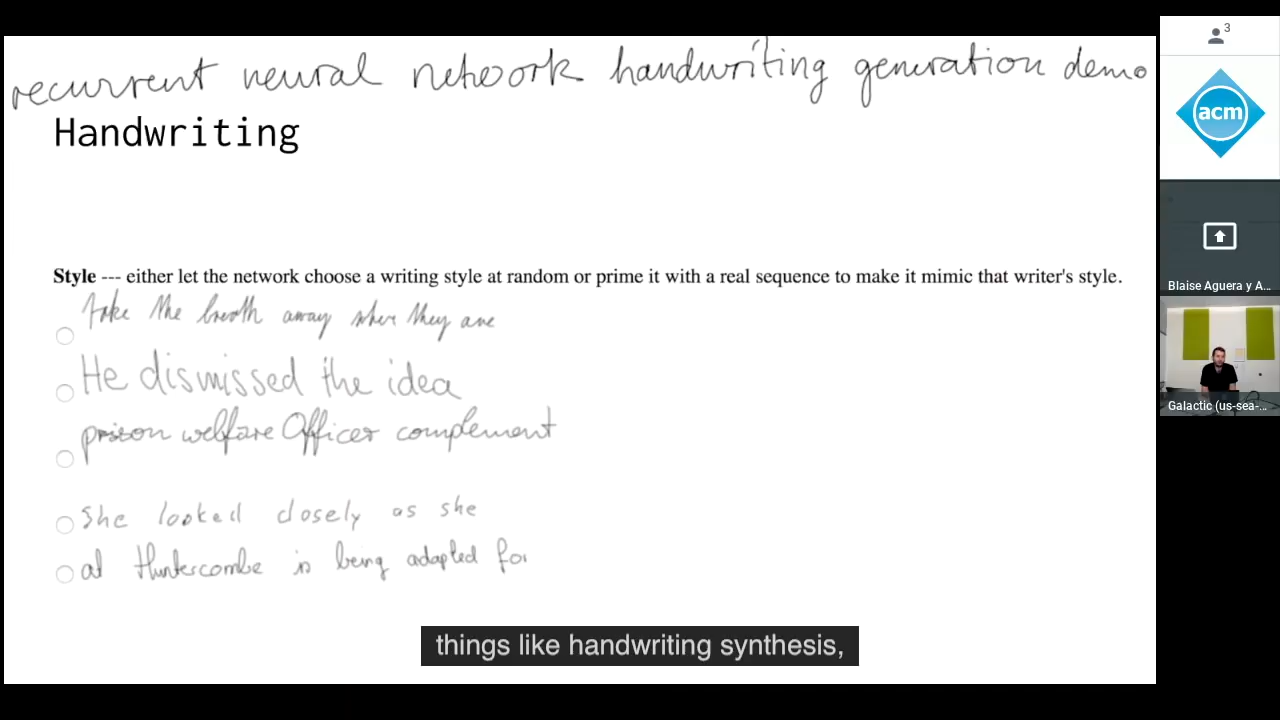 recurrent neural network handwriting generation demo
Handwriting
Style --- either let the network choose a writing style at random or prime it with a real sequence to make it mimic that writer's style.
take the breath away when they are
He dismissed the idea
prison welfare Officer complement
She looked closely as she
at Huntercombe is being adapted for
things like handwriting synthesis,
3
acm
Blaise Aguera y A...
Galactic (us-sea-...